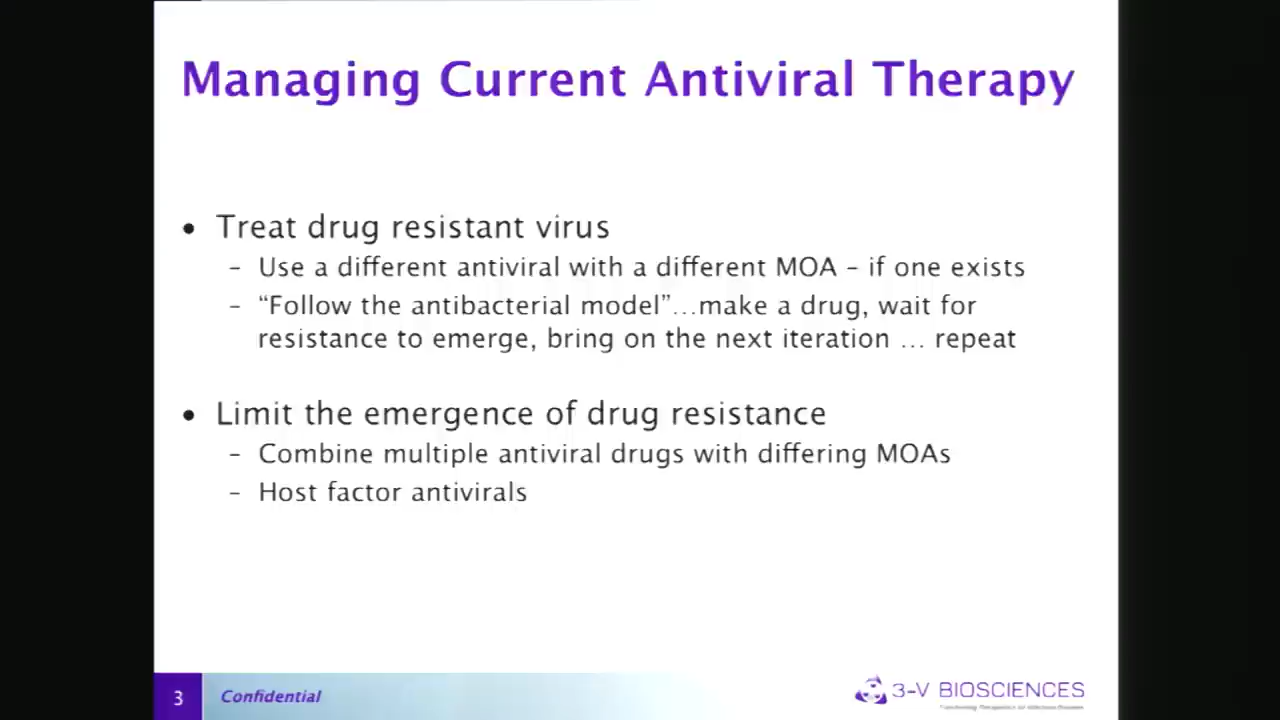 Managing Current Antiviral Therapy
• Treat drug resistant virus
– Use a different antiviral with a different MOA – if one exists
– “Follow the antibacterial model”…make a drug, wait for
resistance to emerge, bring on the next iteration … repeat
• Limit the emergence of drug resistance
– Combine multiple antiviral drugs with differing MOAs
– Host factor antivirals
3
Confidential
3-V BIOSCIENCES